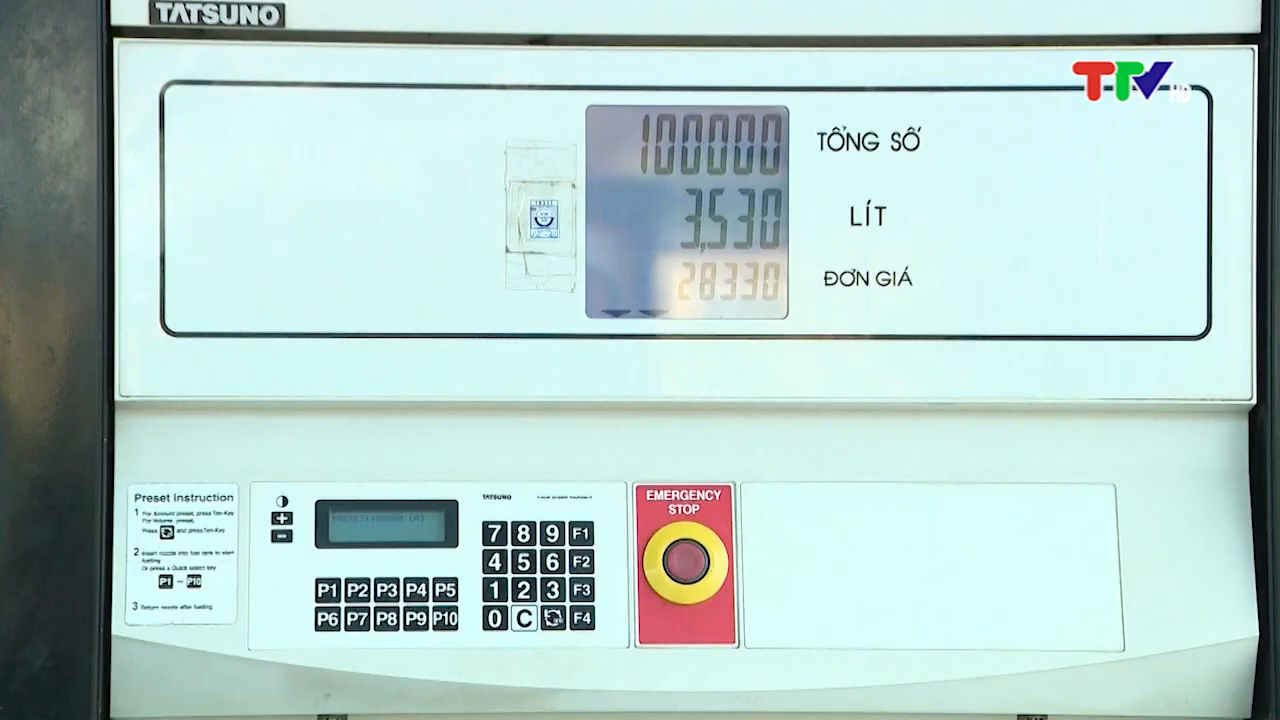 TATSUNO
TTV HD
100000
TỔNG SỐ
3,530
LÍT
28330
ĐƠN GIÁ
Preset Instruction
1 For Amount preset, press Ten-Key
For Volume preset,
Press and press Ten-Key
2 Insert nozzle into fuel tank to start
fueling
Or press a Quick select key
P1 ~ P10
3 Return nozzle after fuelling
TATSUNO
Local preset keyboard
7 8 9 F1
4 5 6 F2
1 2 3 F3
0 C F4
P1 P2 P3 P4 P5
P6 P7 P8 P9 P10
EMERGENCY
STOP